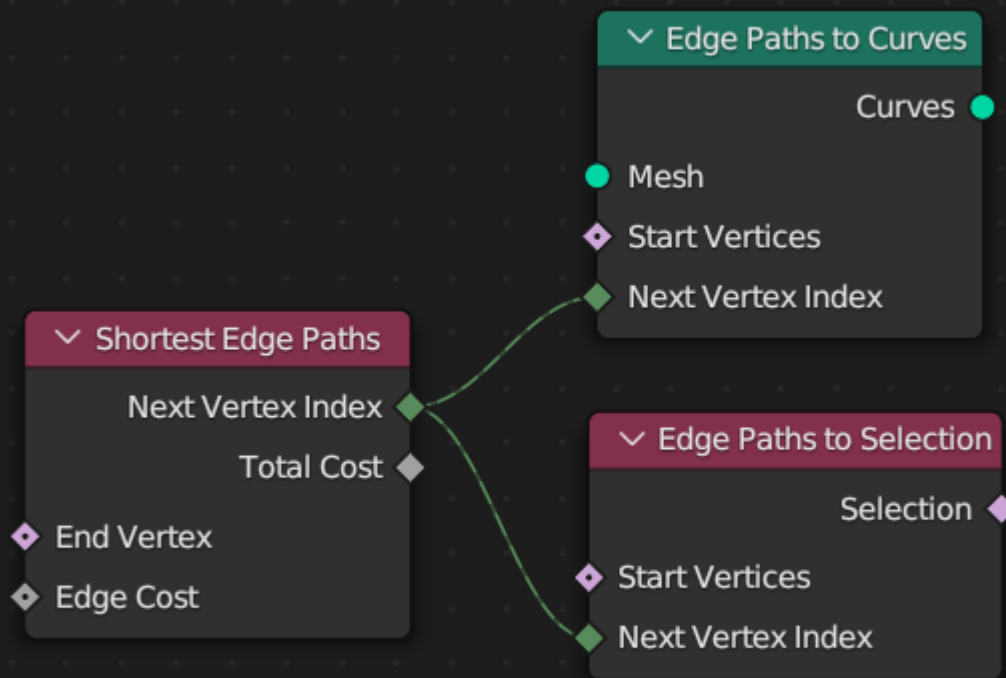 Edge Paths to Curves
Curves
Mesh
Start Vertices
Next Vertex Index
Shortest Edge Paths
Next Vertex Index
Total Cost
End Vertex
Edge Cost
Edge Paths to Selection
Selection
Start Vertices
Next Vertex Index